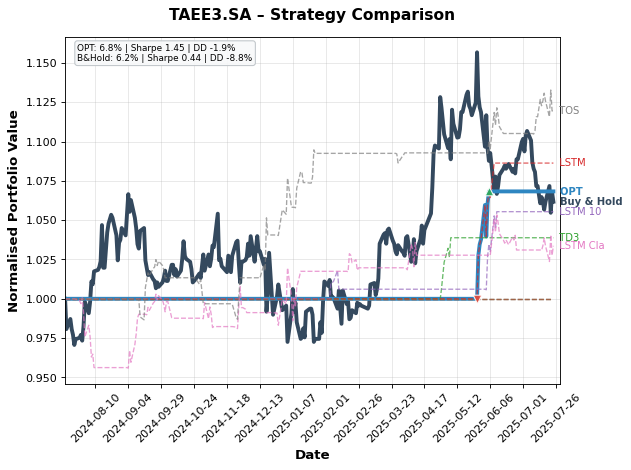 TAEE3.SA – Strategy Comparison
OPT: 6.8% | Sharpe 1.45 | DD -1.9%
B&Hold: 6.2% | Sharpe 0.44 | DD -8.8%
Normalised Portfolio Value
1.150
1.125
1.100
1.075
1.050
1.025
1.000
0.975
0.950
TOS
LSTM
OPT
Buy & Hold
LSTM 10
TD3
LSTM Cla
2024-08-10
2024-09-04
2024-09-29
2024-10-24
2024-11-18
2024-12-13
2025-01-07
2025-02-01
2025-02-26
2025-03-23
2025-04-17
2025-05-12
2025-06-06
2025-07-01
2025-07-26
Date